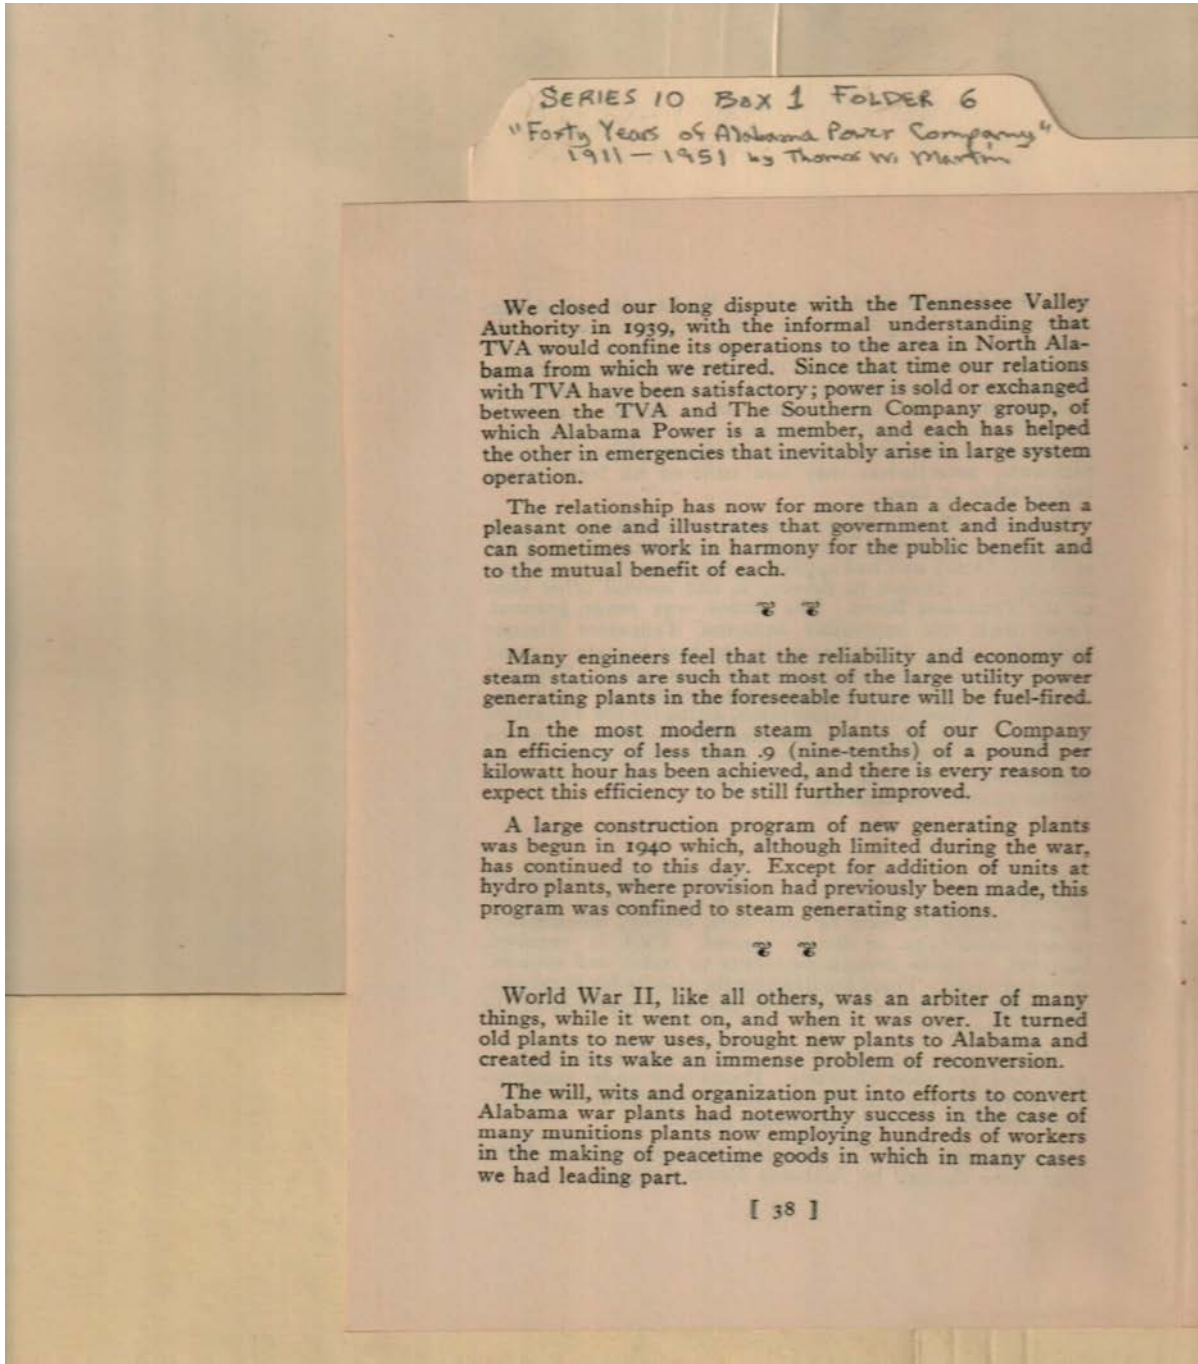 SERIES 10 BOX 1 FOLDER 6
"Forty Years of Alabama Power Company"
1911 - 1951 by Thomas W. Martin
We closed our long dispute with the Tennessee Valley
Authority in 1939, with the informal understanding that
TVA would confine its operations to the area in North Ala-
bama from which we retired. Since that time our relations
with TVA have been satisfactory; power is sold or exchanged
between the TVA and The Southern Company group, of
which Alabama Power is a member, and each has helped
the other in emergencies that inevitably arise in large system
operation.
The relationship has now for more than a decade been a
pleasant one and illustrates that government and industry
can sometimes work in harmony for the public benefit and
to the mutual benefit of each.
Many engineers feel that the reliability and economy of
steam stations are such that most of the large utility power
generating plants in the foreseeable future will be fuel-fired.
In the most modern steam plants of our Company
an efficiency of less than .9 (nine-tenths) of a pound per
kilowatt hour has been achieved, and there is every reason to
expect this efficiency to be still further improved.
A large construction program of new generating plants
was begun in 1940 which, although limited during the war,
has continued to this day. Except for addition of units at
hydro plants, where provision had previously been made, this
program was confined to steam generating stations.
World War II, like all others, was an arbiter of many
things, while it went on, and when it was over. It turned
old plants to new uses, brought new plants to Alabama and
created in its wake an immense problem of reconversion.
The will, wits and organization put into efforts to convert
Alabama war plants had noteworthy success in the case of
many munitions plants now employing hundreds of workers
in the making of peacetime goods in which in many cases
we had leading part.
[ 38 ]